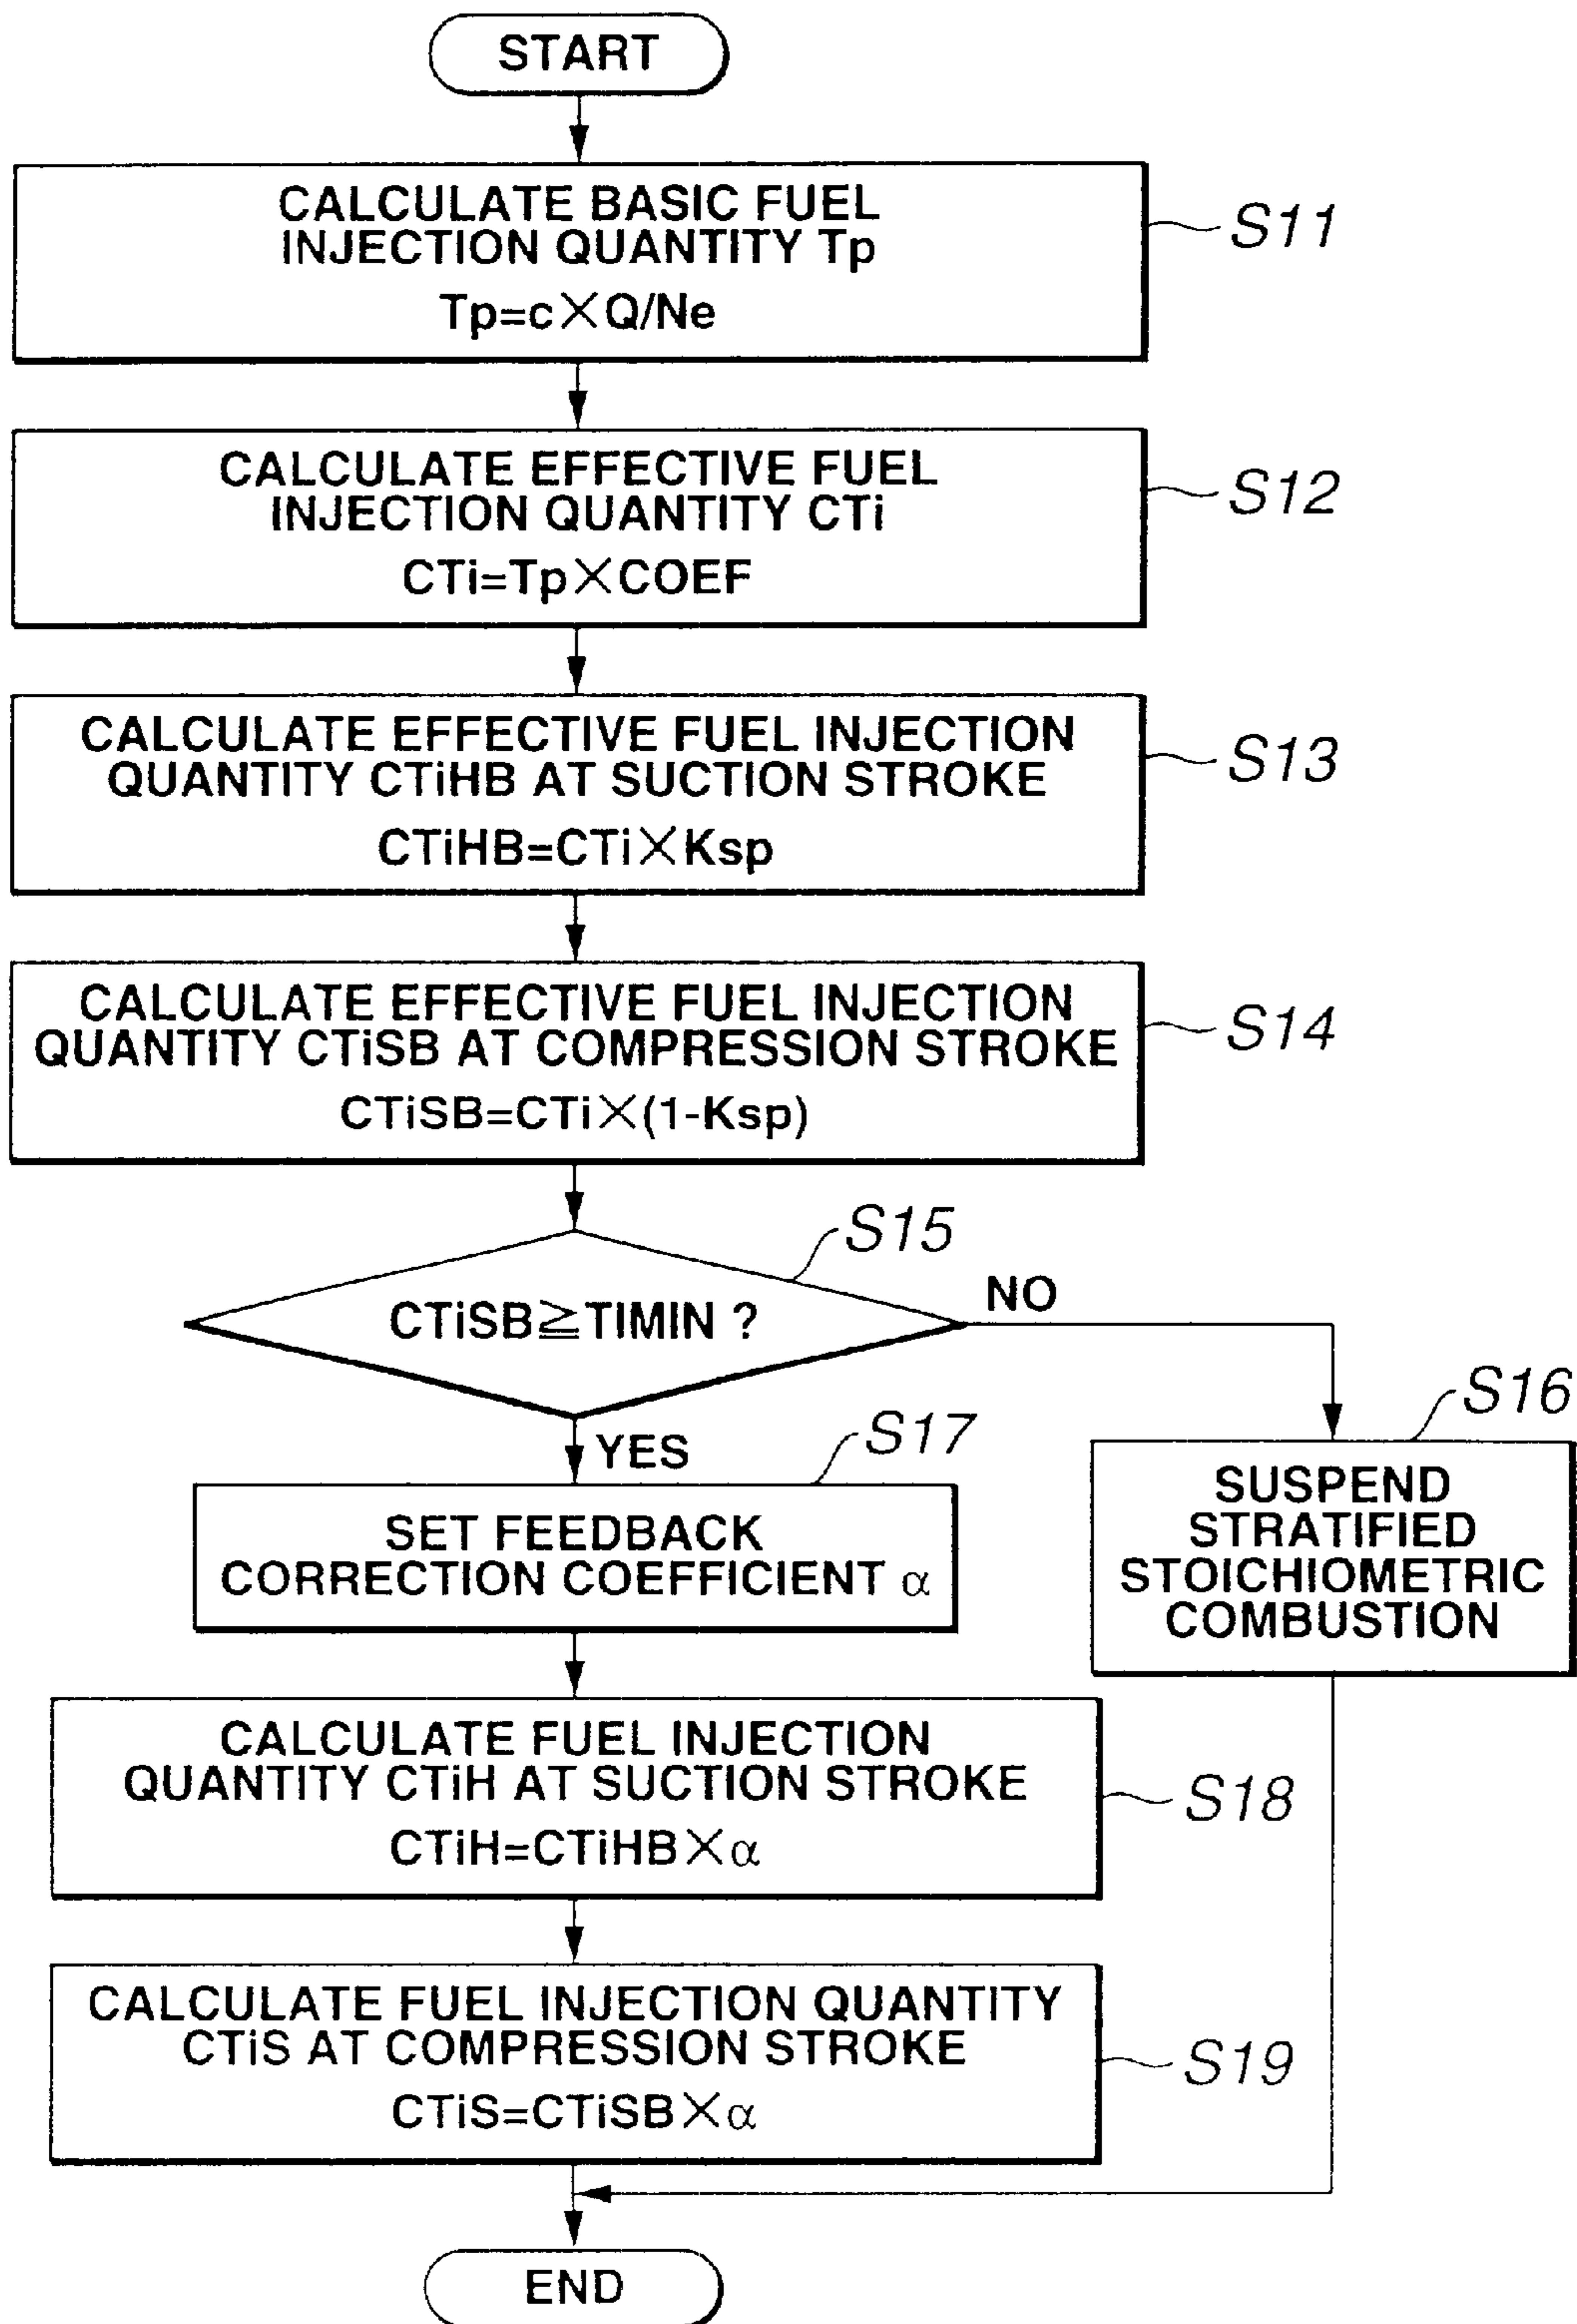 START
CALCULATE BASIC FUEL
INJECTION QUANTITY Tp
Tp=c×Q/Ne
S11
CALCULATE EFFECTIVE FUEL
INJECTION QUANTITY CTi
CTi=Tp×COEF
S12
CALCULATE EFFECTIVE FUEL INJECTION
QUANTITY CTiHB AT SUCTION STROKE
CTiHB=CTi×Ksp
S13
CALCULATE EFFECTIVE FUEL INJECTION
QUANTITY CTiSB AT COMPRESSION STROKE
CTiSB=CTi×(1-Ksp)
S14
S15
CTiSB≧TIMIN ?
NO
YES
S16
SUSPEND
STRATIFIED
STOICHIOMETRIC
COMBUSTION
S17
SET FEEDBACK
CORRECTION COEFFICIENT α
CALCULATE FUEL INJECTION
QUANTITY CTiH AT SUCTION STROKE
CTiH=CTiHB×α
S18
CALCULATE FUEL INJECTION QUANTITY
CTiS AT COMPRESSION STROKE
CTiS=CTiSB×α
S19
END